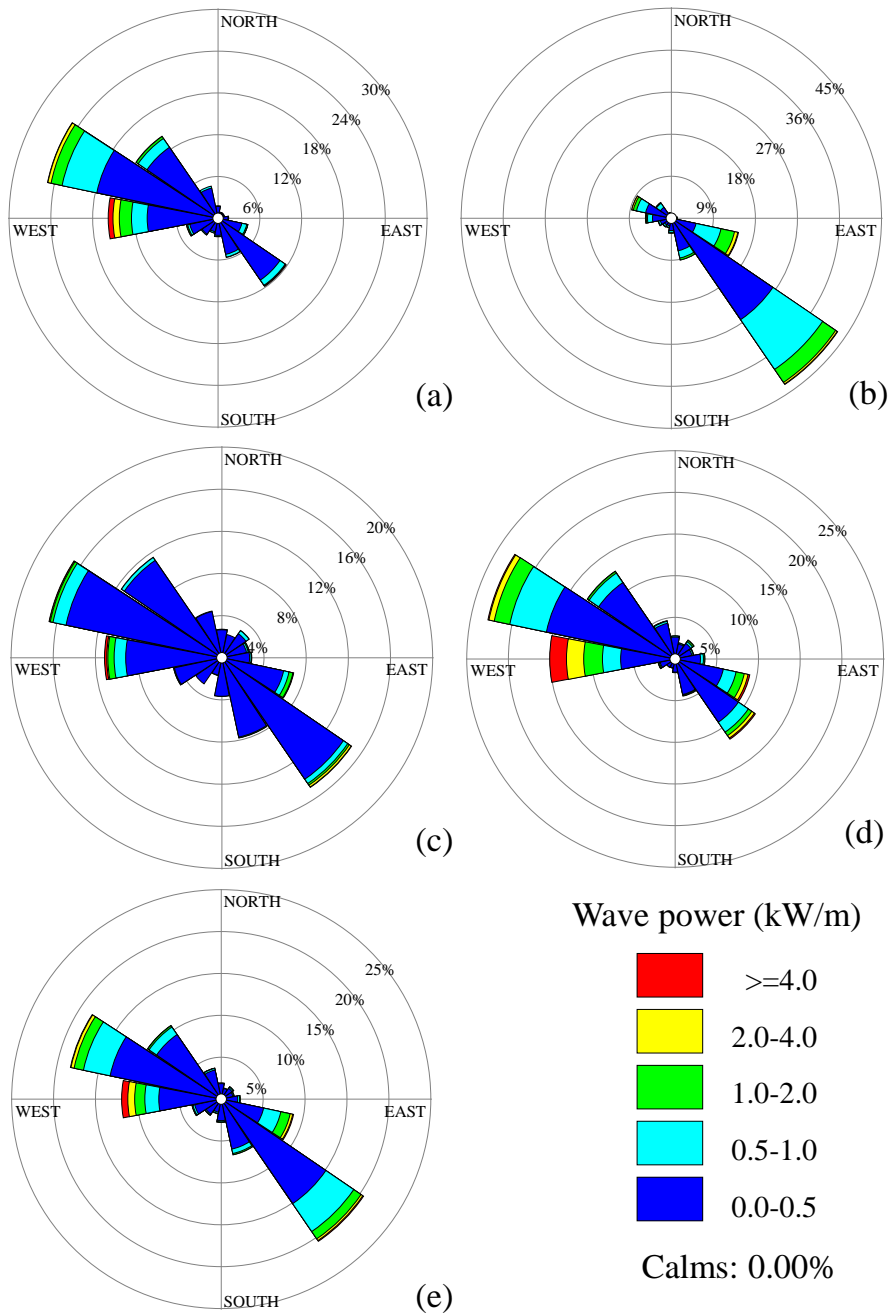 NORTH
30%
24%
18%
12%
6%
WEST
EAST
SOUTH
(a)
NORTH
45%
36%
27%
18%
9%
WEST
EAST
SOUTH
(b)
NORTH
20%
16%
12%
8%
4%
WEST
EAST
SOUTH
(c)
NORTH
25%
20%
15%
10%
5%
WEST
EAST
SOUTH
(d)
NORTH
25%
20%
15%
10%
5%
WEST
EAST
SOUTH
(e)
Wave power (kW/m)
>=4.0
2.0-4.0
1.0-2.0
0.5-1.0
0.0-0.5
Calms: 0.00%